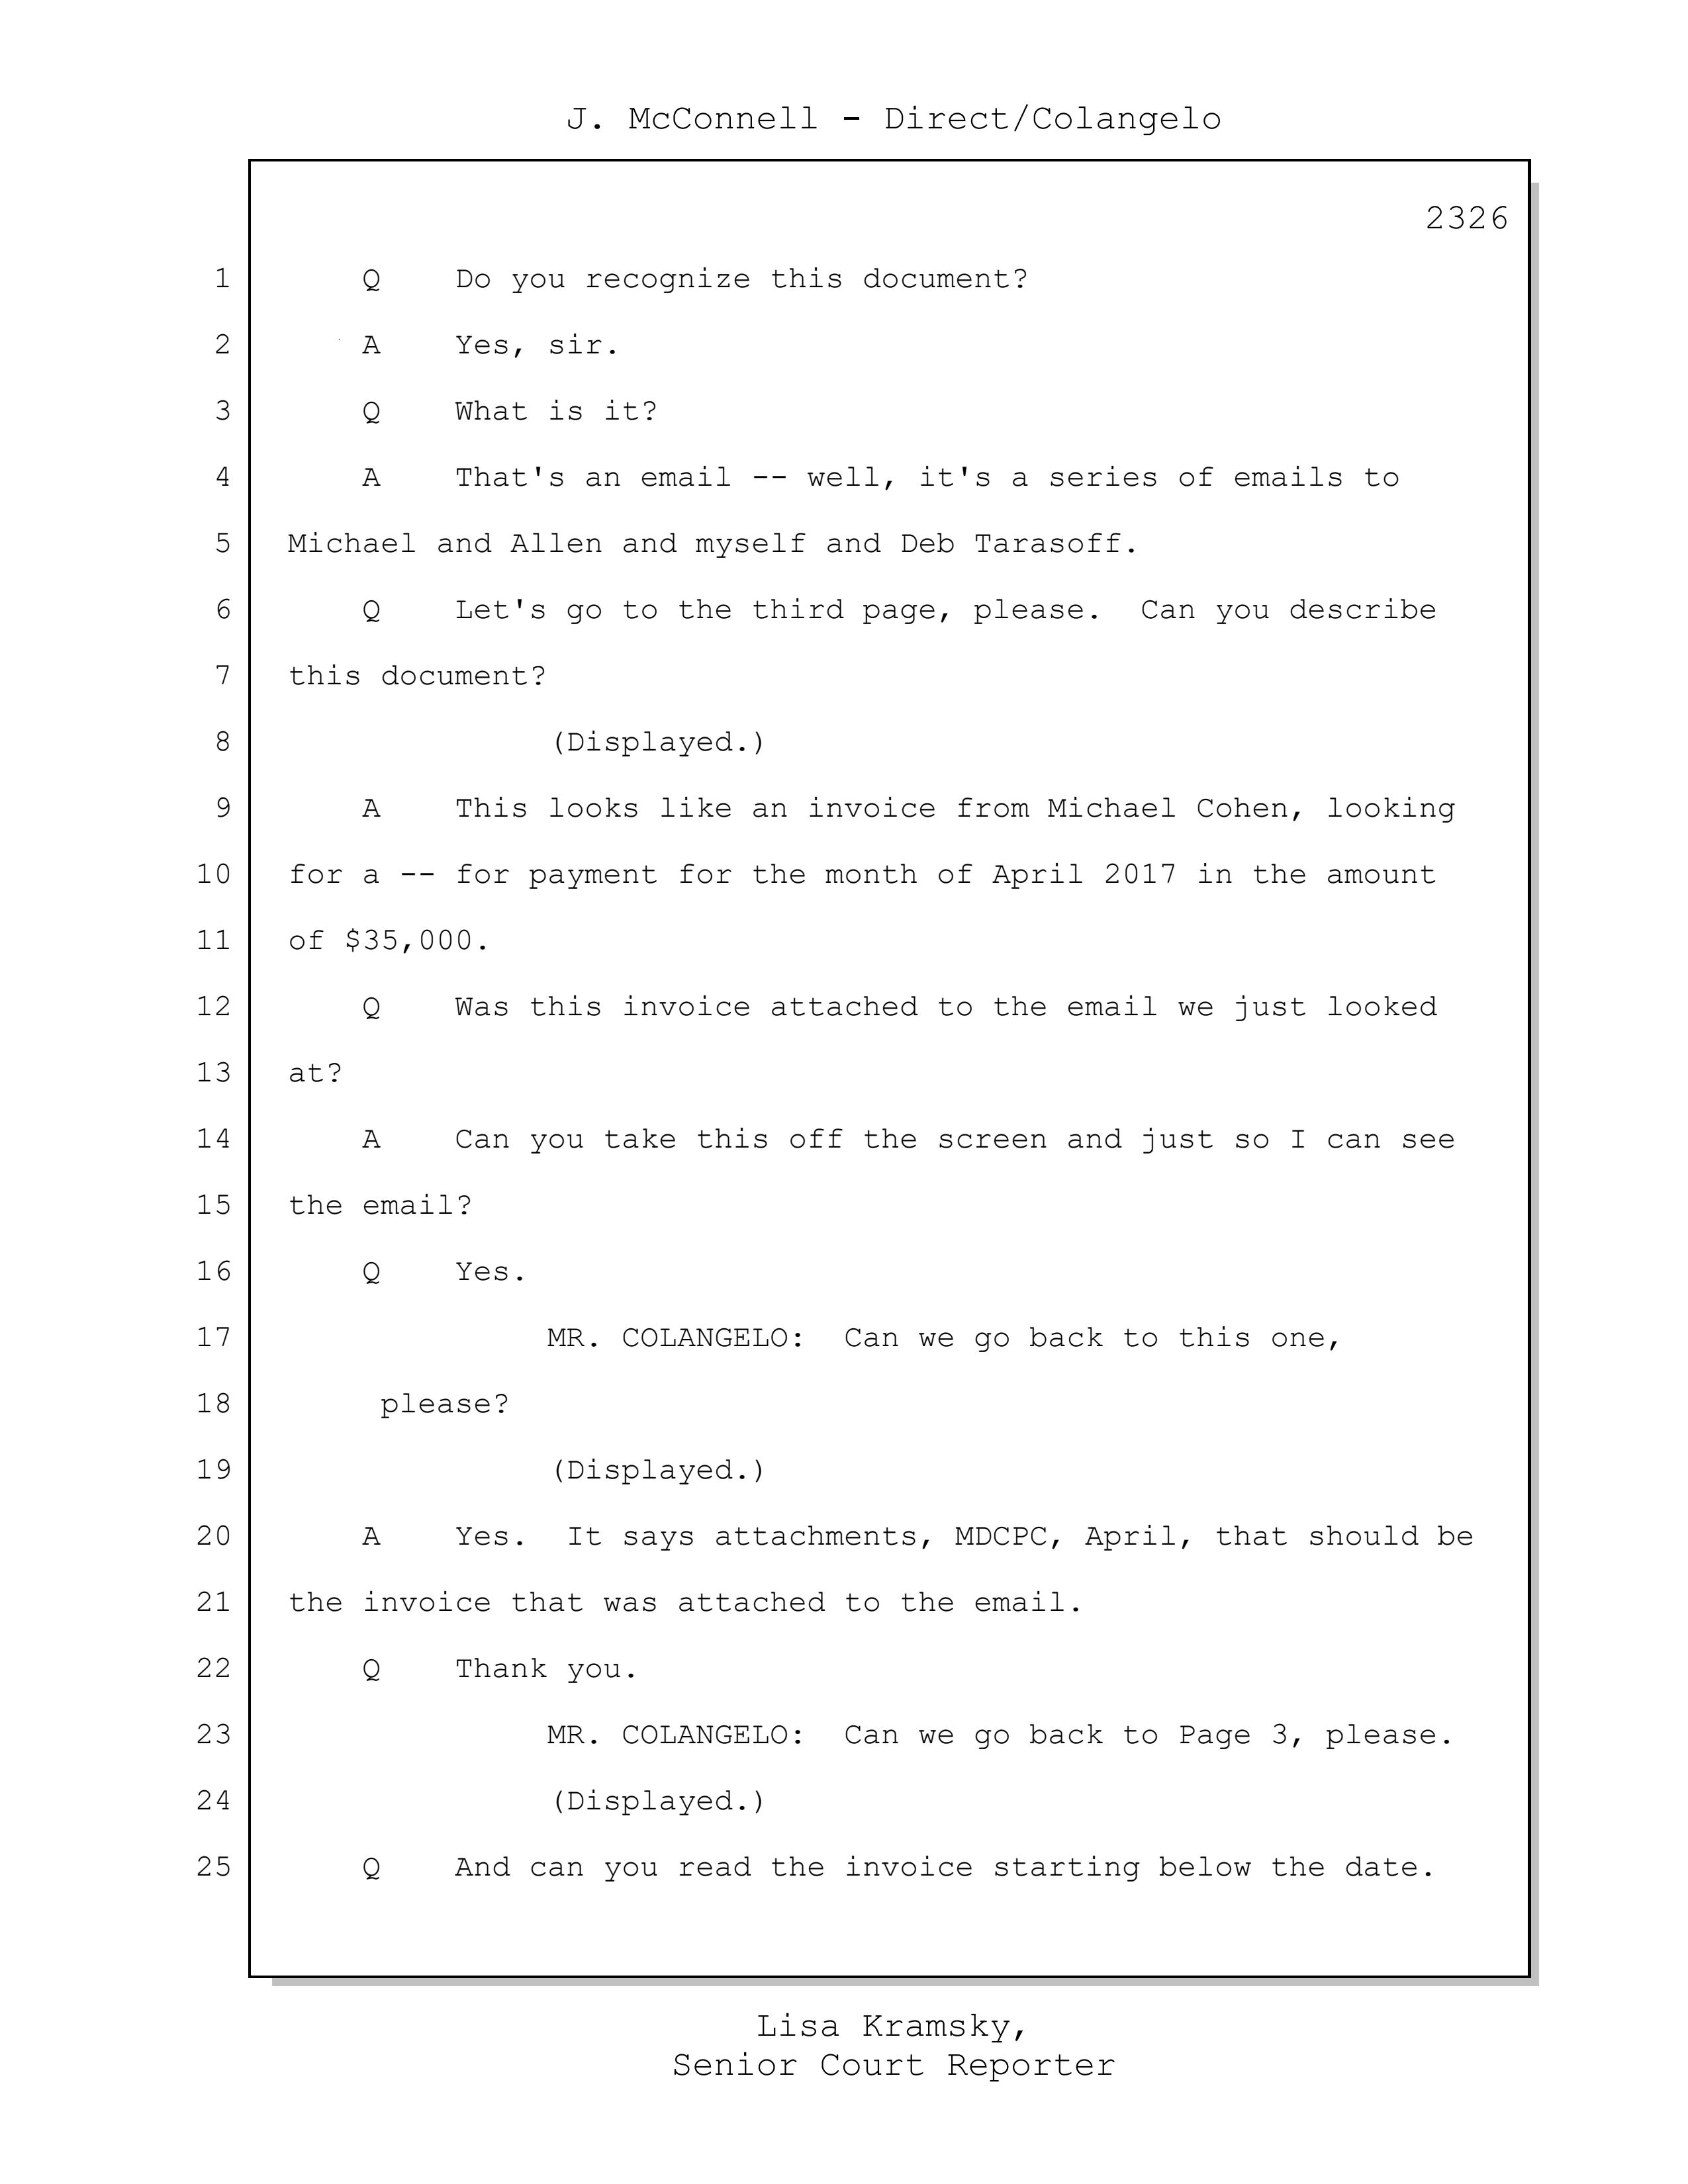 J. McConnell - Direct/Colangelo
2326
1 Q Do you recognize this document?
2 A Yes, sir.
3 Q What is it?
4 A That's an email -- well, it's a series of emails to
5 Michael and Allen and myself and Deb Tarasoff.
6 Q Let's go to the third page, please. Can you describe
7 this document?
8 (Displayed.)
9 A This looks like an invoice from Michael Cohen, looking
10 for a -- for payment for the month of April 2017 in the amount
11 of $35,000.
12 Q Was this invoice attached to the email we just looked
13 at?
14 A Can you take this off the screen and just so I can see
15 the email?
16 Q Yes.
17 MR. COLANGELO: Can we go back to this one,
18 please?
19 (Displayed.)
20 A Yes. It says attachments, MDCPC, April, that should be
21 the invoice that was attached to the email.
22 Q Thank you.
23 MR. COLANGELO: Can we go back to Page 3, please.
24 (Displayed.)
25 Q And can you read the invoice starting below the date.
Lisa Kramsky,
Senior Court Reporter